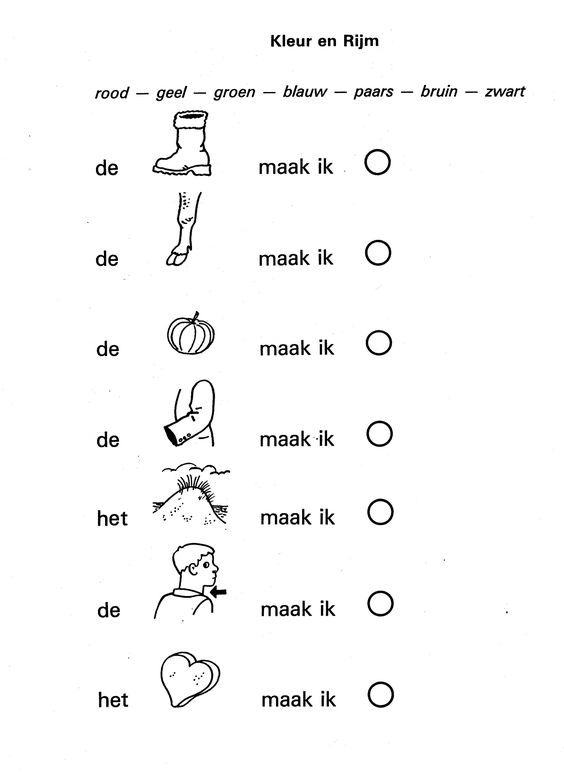 Kleur en Rijm
rood — geel — groen — blauw — paars — bruin — zwart
de maak ik
de maak ik
de maak ik
de maak ik
het maak ik
de maak ik
het maak ik